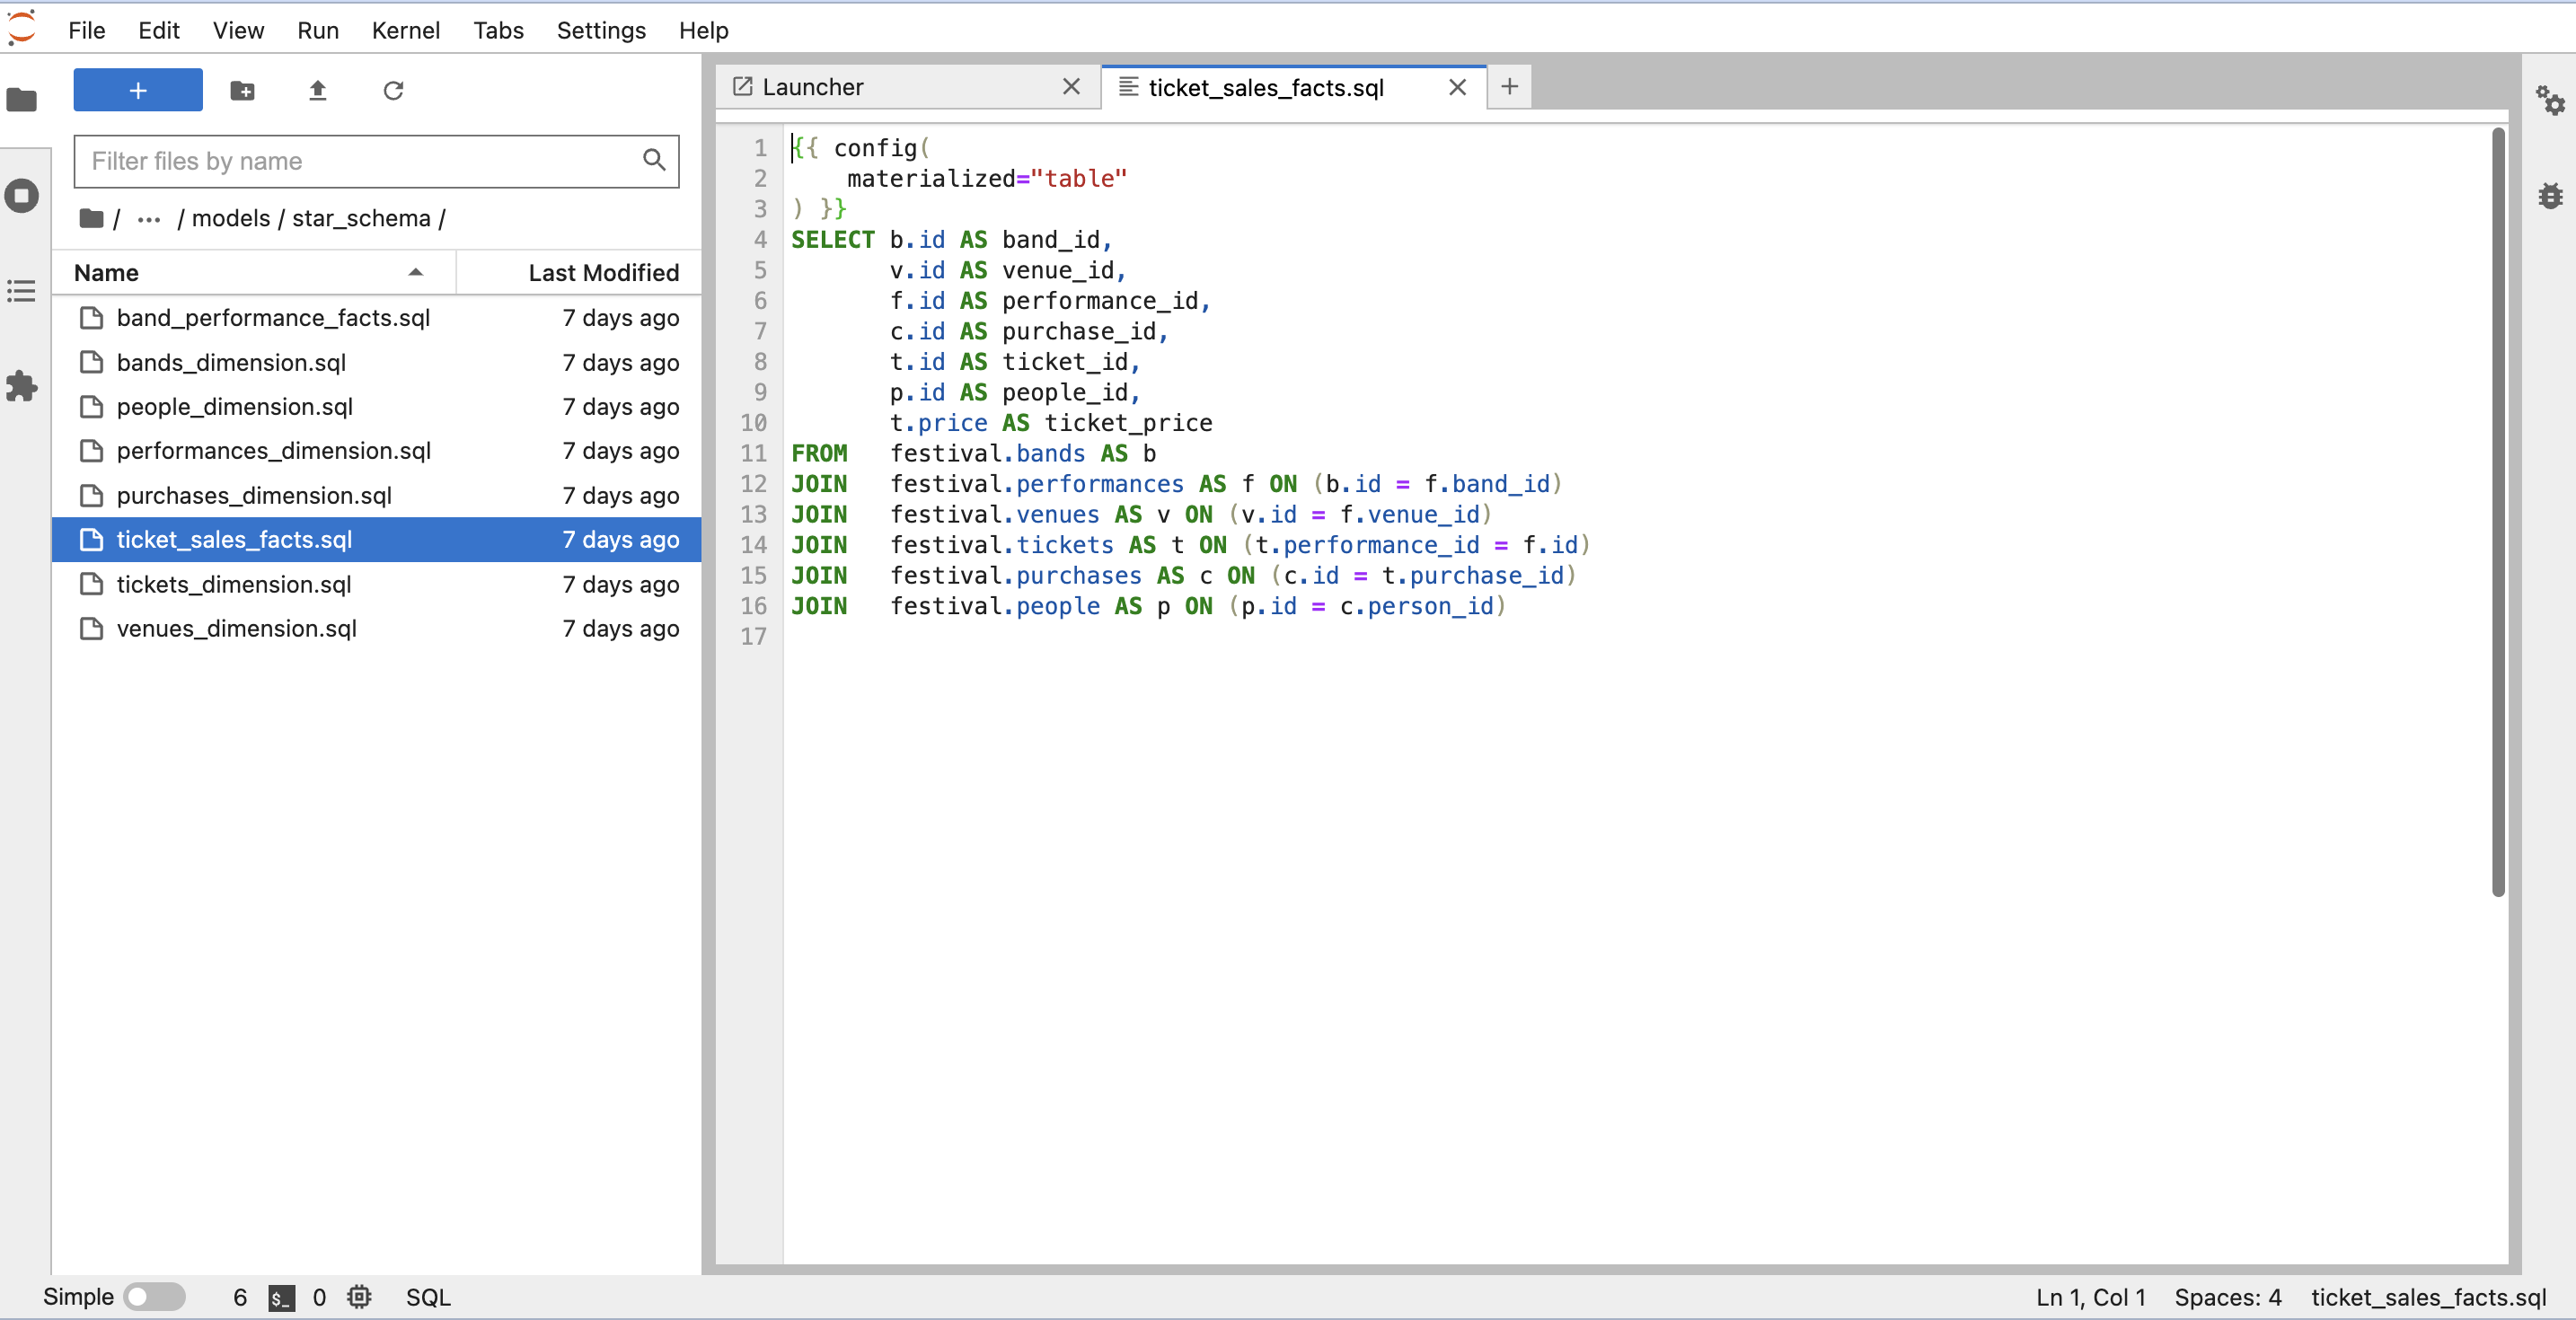 File Edit View Run Kernel Tabs Settings Help
+
Filter files by name
/ ... / models / star_schema /
Name Last Modified
band_performance_facts.sql 7 days ago
bands_dimension.sql 7 days ago
people_dimension.sql 7 days ago
performances_dimension.sql 7 days ago
purchases_dimension.sql 7 days ago
ticket_sales_facts.sql 7 days ago
tickets_dimension.sql 7 days ago
venues_dimension.sql 7 days ago
Launcher ticket_sales_facts.sql +
1 {{ config(
2     materialized="table"
3 ) }}
4 SELECT b.id AS band_id,
5        v.id AS venue_id,
6        f.id AS performance_id,
7        c.id AS purchase_id,
8        t.id AS ticket_id,
9        p.id AS people_id,
10        t.price AS ticket_price
11 FROM   festival.bands AS b
12 JOIN   festival.performances AS f ON (b.id = f.band_id)
13 JOIN   festival.venues AS v ON (v.id = f.venue_id)
14 JOIN   festival.tickets AS t ON (t.performance_id = f.id)
15 JOIN   festival.purchases AS c ON (c.id = t.purchase_id)
16 JOIN   festival.people AS p ON (p.id = c.person_id)
17
Simple 6 $_ 0 SQL Ln 1, Col 1 Spaces: 4 ticket_sales_facts.sql